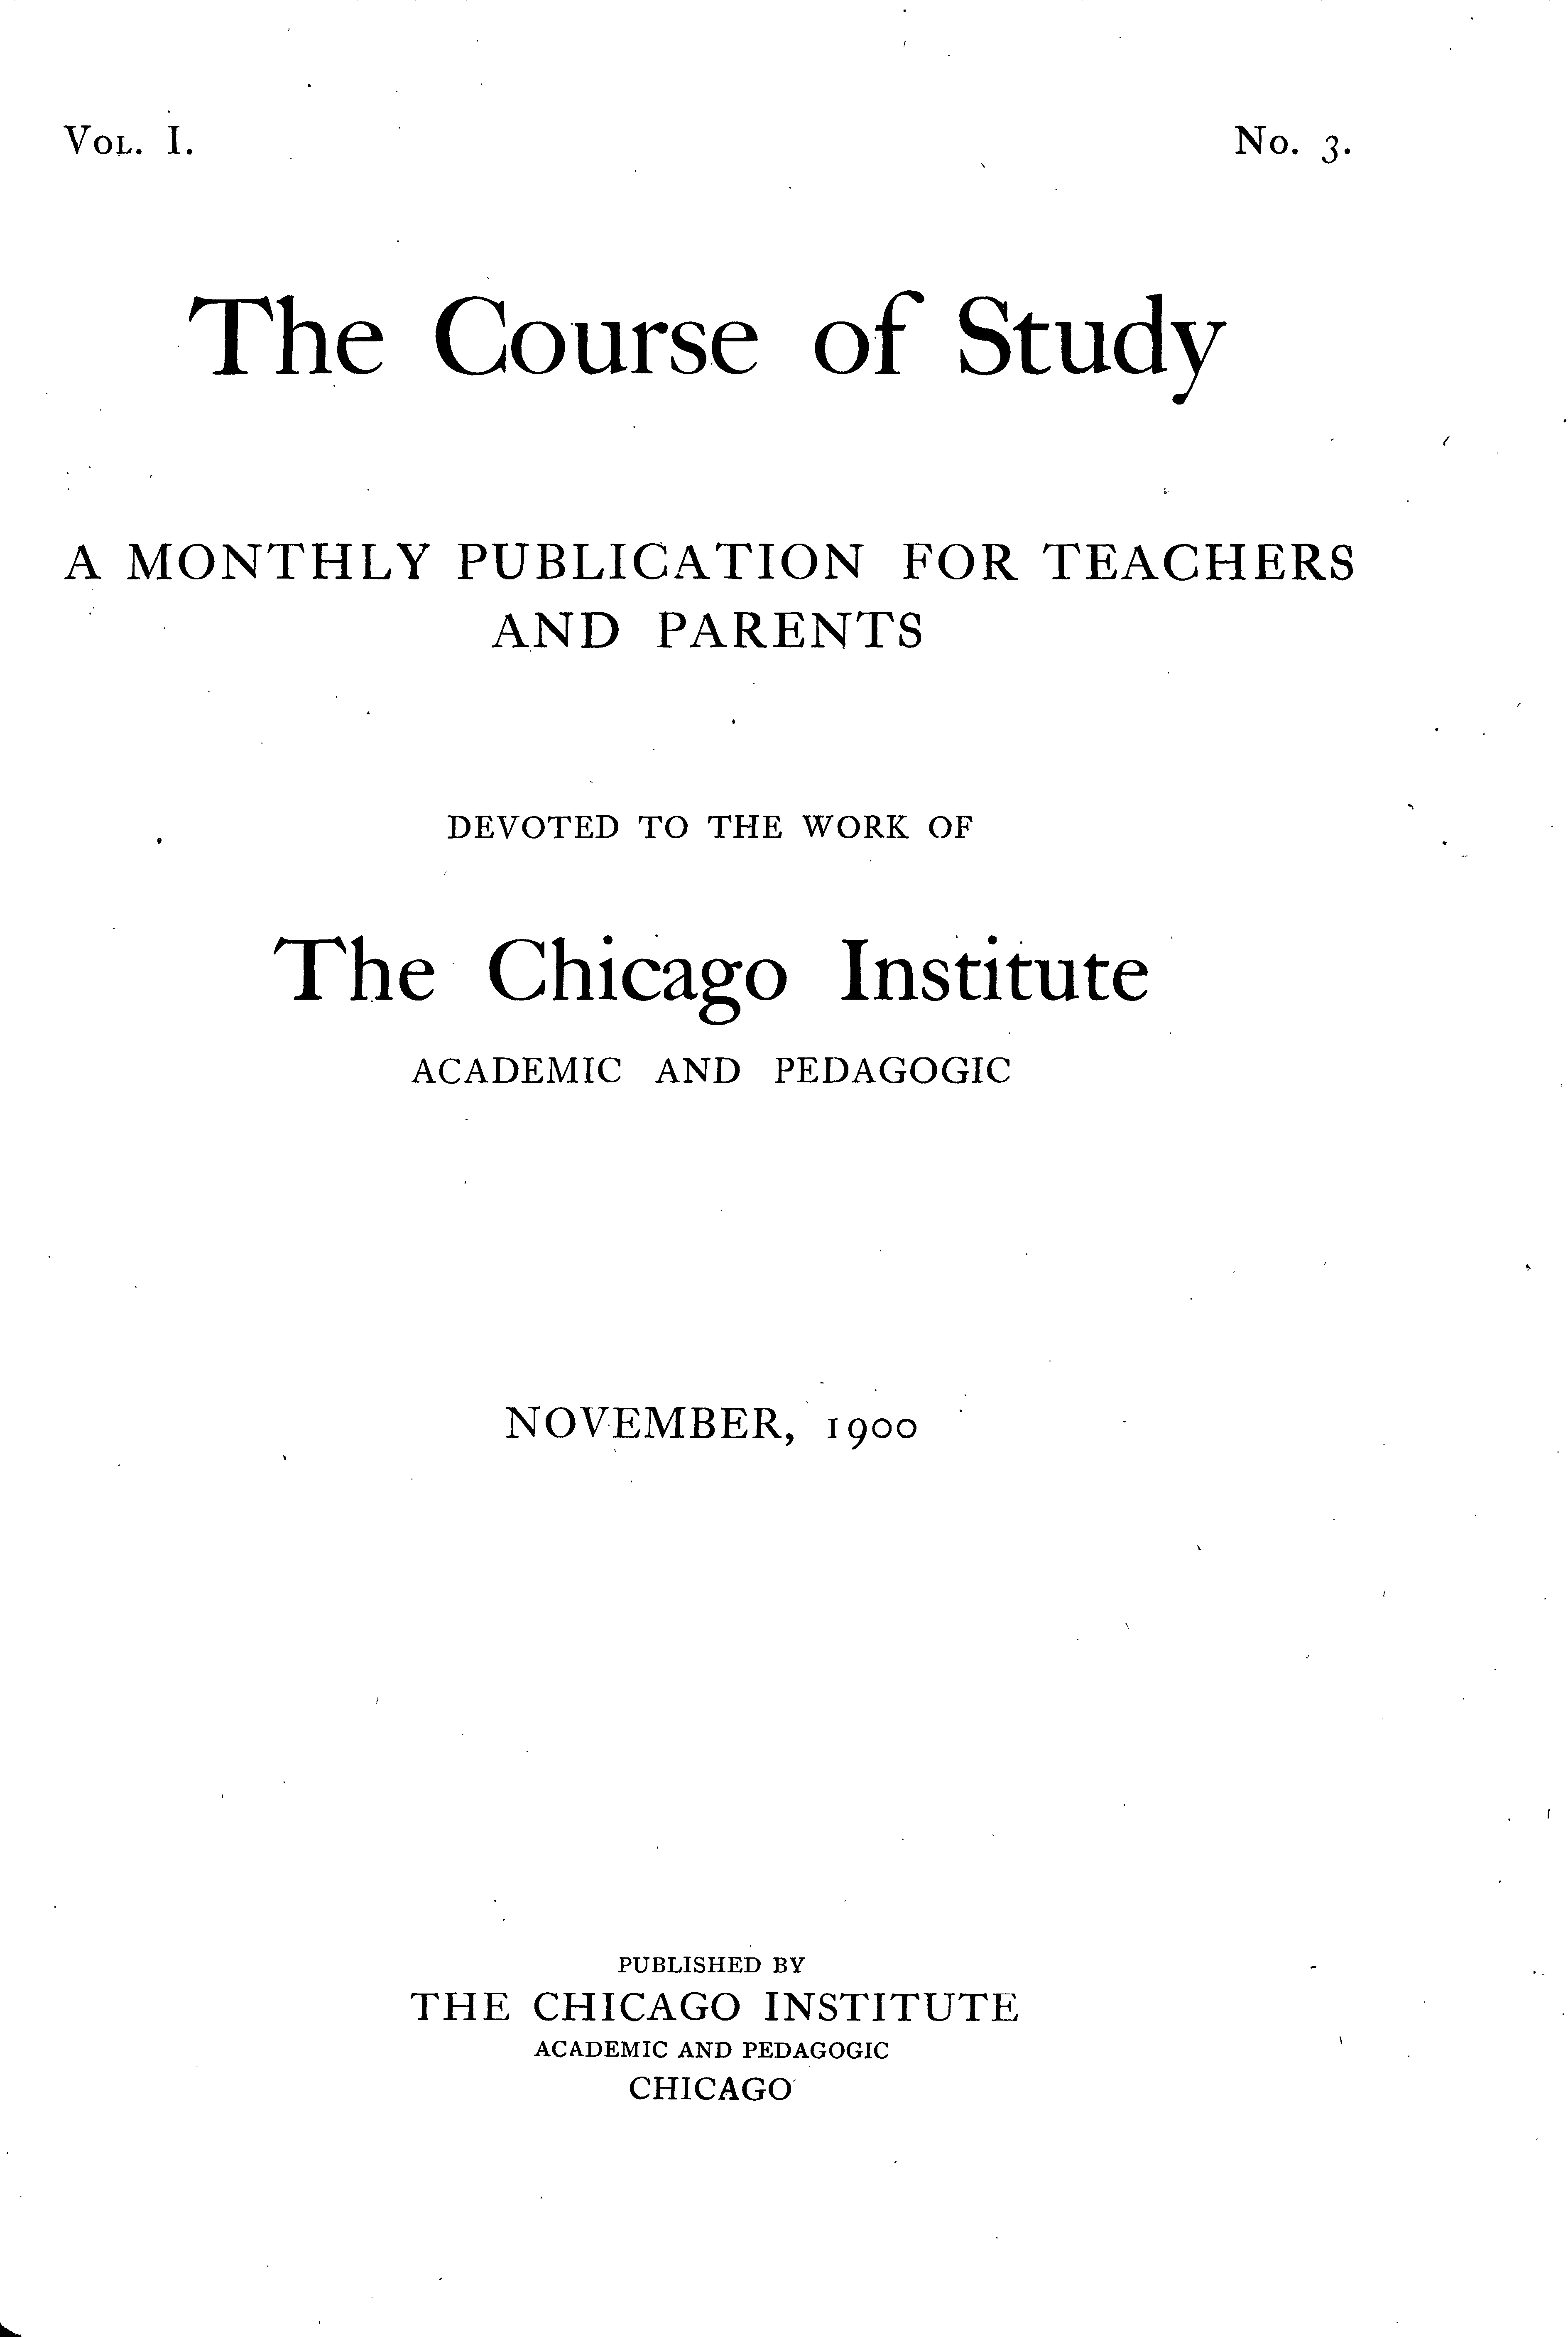 Vol. I. No. 3.
The Course of Study
A MONTHLY PUBLICATION FOR TEACHERS
AND PARENTS
DEVOTED TO THE WORK OF
The Chicago Institute
ACADEMIC AND PEDAGOGIC
NOVEMBER, 1900
PUBLISHED BY
THE CHICAGO INSTITUTE
ACADEMIC AND PEDAGOGIC
CHICAGO